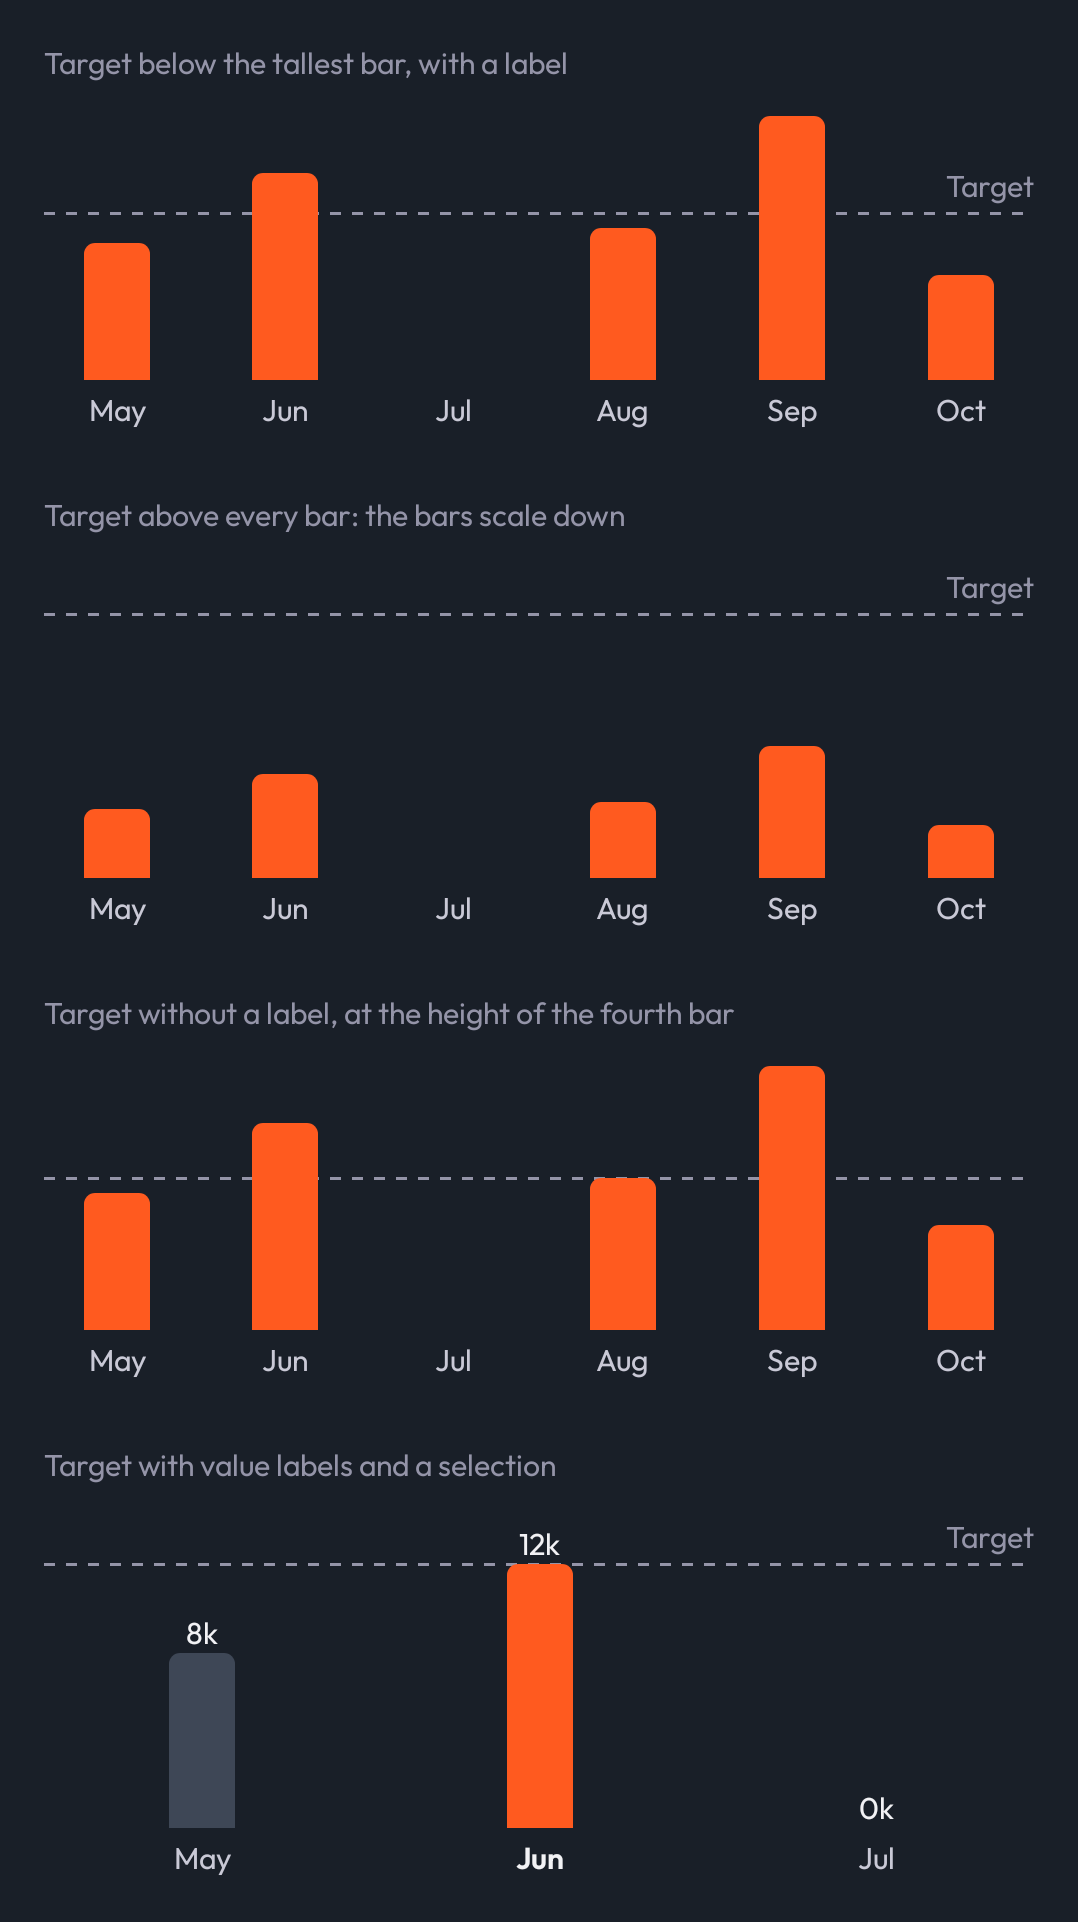 Target below the tallest bar, with a label
Target
May Jun Jul Aug Sep Oct
Target above every bar: the bars scale down
Target
May Jun Jul Aug Sep Oct
Target without a label, at the height of the fourth bar
May Jun Jul Aug Sep Oct
Target with value labels and a selection
Target
12k
8k
0k
May Jun Jul